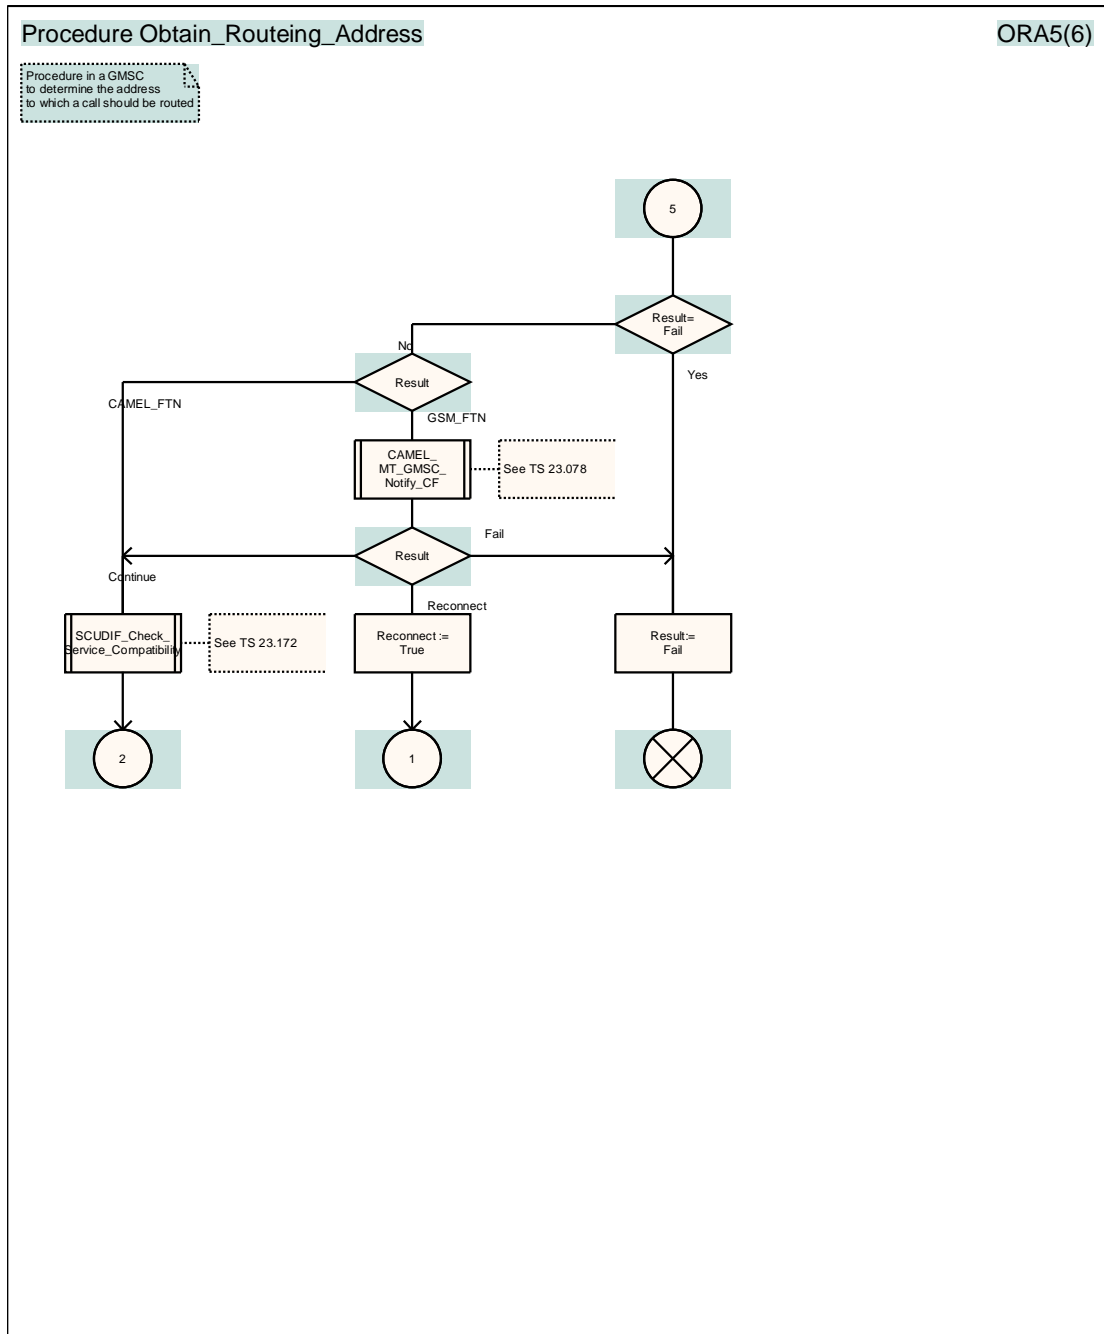 Procedure Obtain_Routeing_Address
ORA5(6)
Procedure in a GMSC
to determine the address
to which a call should be routed
5
Result=
Fail
No
Yes
Result
CAMEL_FTN
GSM_FTN
CAMEL_
MT_GMSC_
Notify_CF
See TS 23.078
Fail
Result
Continue
Reconnect
SCUDIF_Check_
Service_Compatibility
See TS 23.172
Reconnect :=
True
Result:=
Fail
2
1